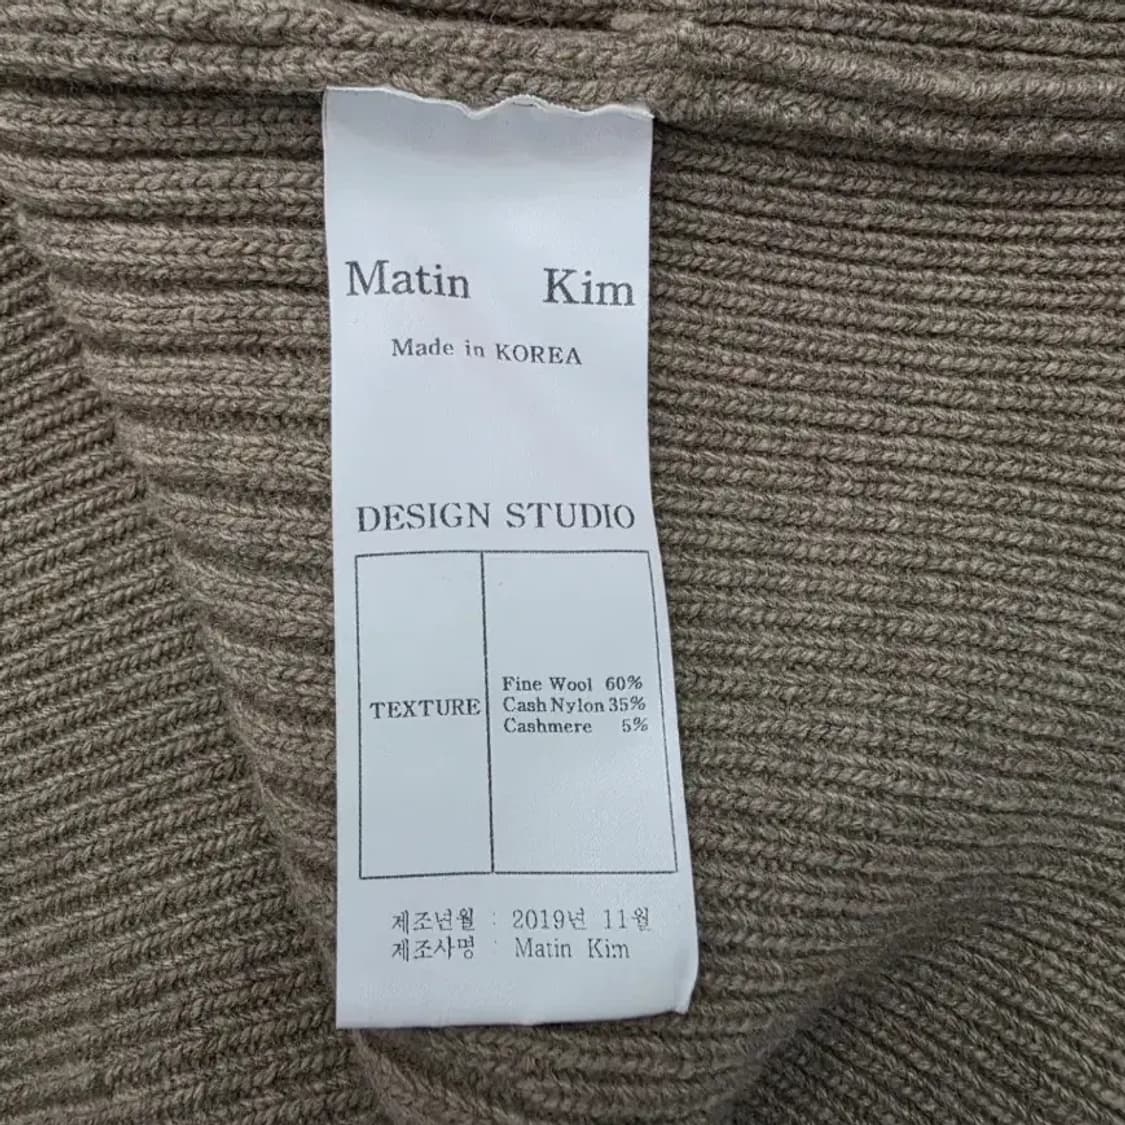 Matin Kim
Made in KOREA
DESIGN STUDIO
TEXTURE
Fine Wool 60%
Cash Nylon 35%
Cashmere 5%
제조년월 : 2019년 11월
제조사명 : Matin Kim